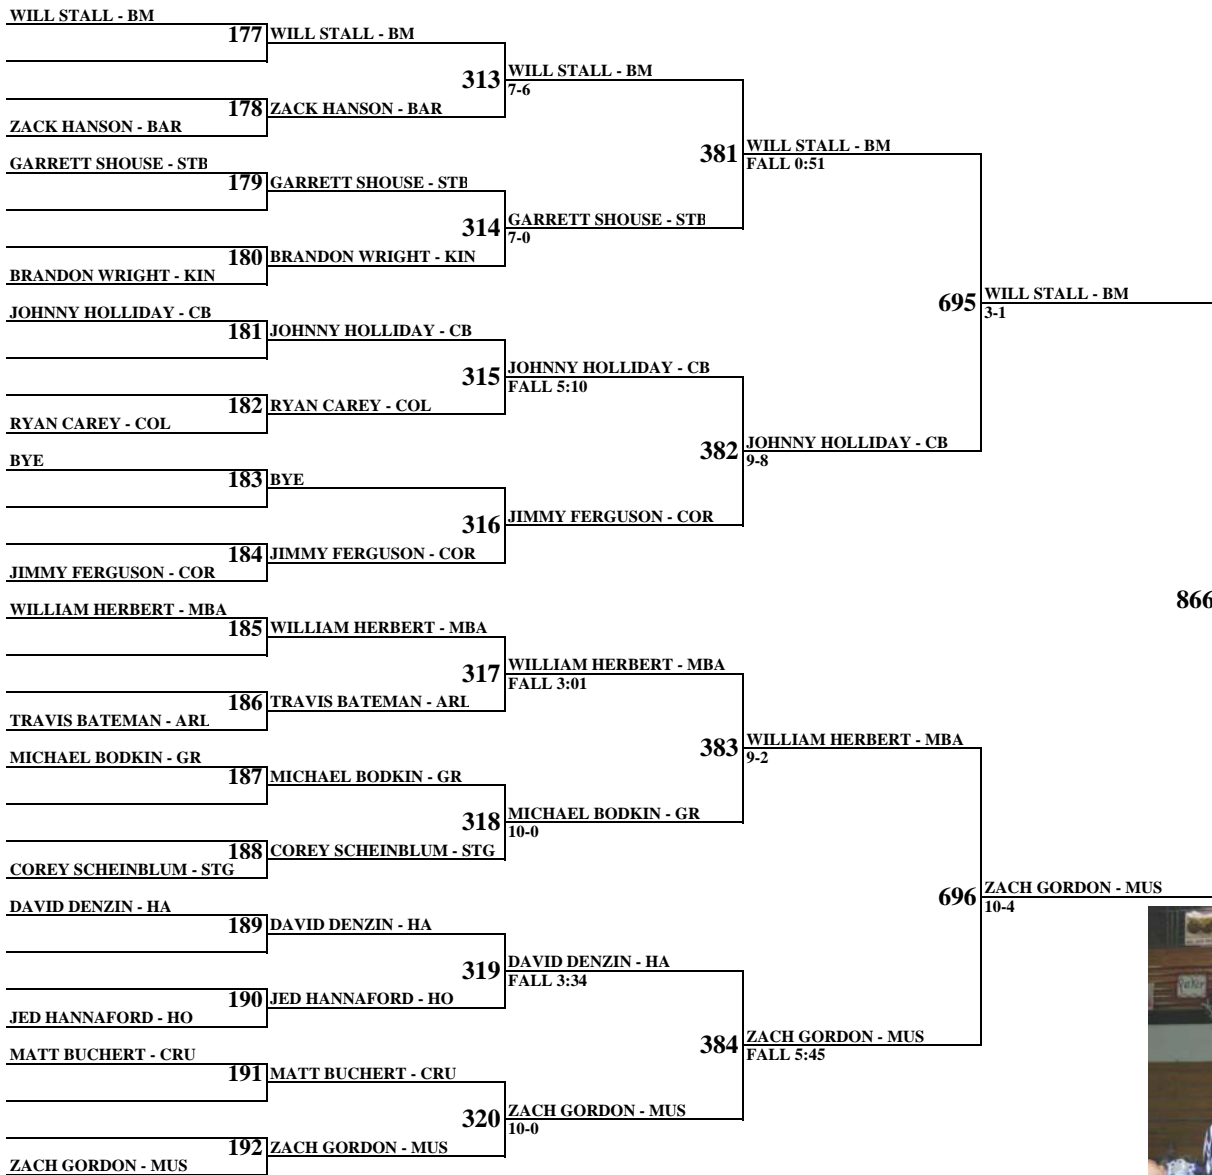 WILL STALL - BM
177 WILL STALL - BM
313 WILL STALL - BM
7-6
178 ZACK HANSON - BAR
ZACK HANSON - BAR
381 WILL STALL - BM
FALL 0:51
GARRETT SHOUSE - STB
179 GARRETT SHOUSE - STB
314 GARRETT SHOUSE - STB
7-0
180 BRANDON WRIGHT - KIN
BRANDON WRIGHT - KIN
695 WILL STALL - BM
3-1
JOHNNY HOLLIDAY - CB
181 JOHNNY HOLLIDAY - CB
315 JOHNNY HOLLIDAY - CB
FALL 5:10
182 RYAN CAREY - COL
RYAN CAREY - COL
382 JOHNNY HOLLIDAY - CB
9-8
BYE
183 BYE
316 JIMMY FERGUSON - COR
184 JIMMY FERGUSON - COR
JIMMY FERGUSON - COR
866
WILLIAM HERBERT - MBA
185 WILLIAM HERBERT - MBA
317 WILLIAM HERBERT - MBA
FALL 3:01
186 TRAVIS BATEMAN - ARL
TRAVIS BATEMAN - ARL
383 WILLIAM HERBERT - MBA
9-2
MICHAEL BODKIN - GR
187 MICHAEL BODKIN - GR
318 MICHAEL BODKIN - GR
10-0
188 COREY SCHEINBLUM - STG
COREY SCHEINBLUM - STG
696 ZACH GORDON - MUS
10-4
DAVID DENZIN - HA
189 DAVID DENZIN - HA
319 DAVID DENZIN - HA
FALL 3:34
190 JED HANNAFORD - HO
JED HANNAFORD - HO
384 ZACH GORDON - MUS
FALL 5:45
MATT BUCHERT - CRU
191 MATT BUCHERT - CRU
320 ZACH GORDON - MUS
10-0
192 ZACH GORDON - MUS
ZACH GORDON - MUS